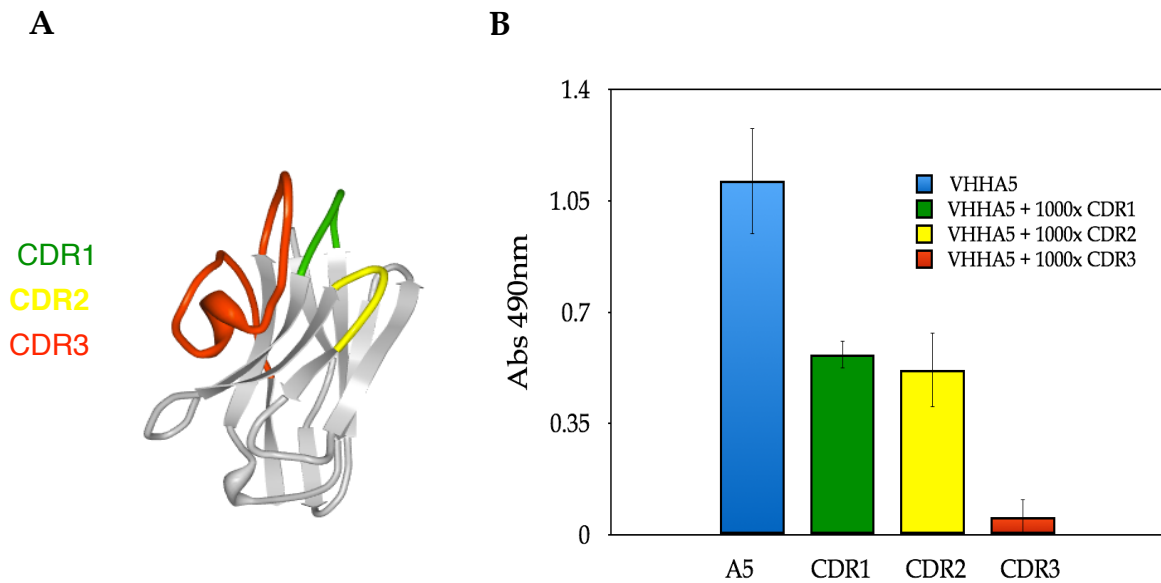 A
CDR1
CDR2
CDR3
B
Abs 490nm
1.4
1.05
0.7
0.35
0
VHHA5
VHHA5 + 1000x CDR1
VHHA5 + 1000x CDR2
VHHA5 + 1000x CDR3
A5 CDR1 CDR2 CDR3